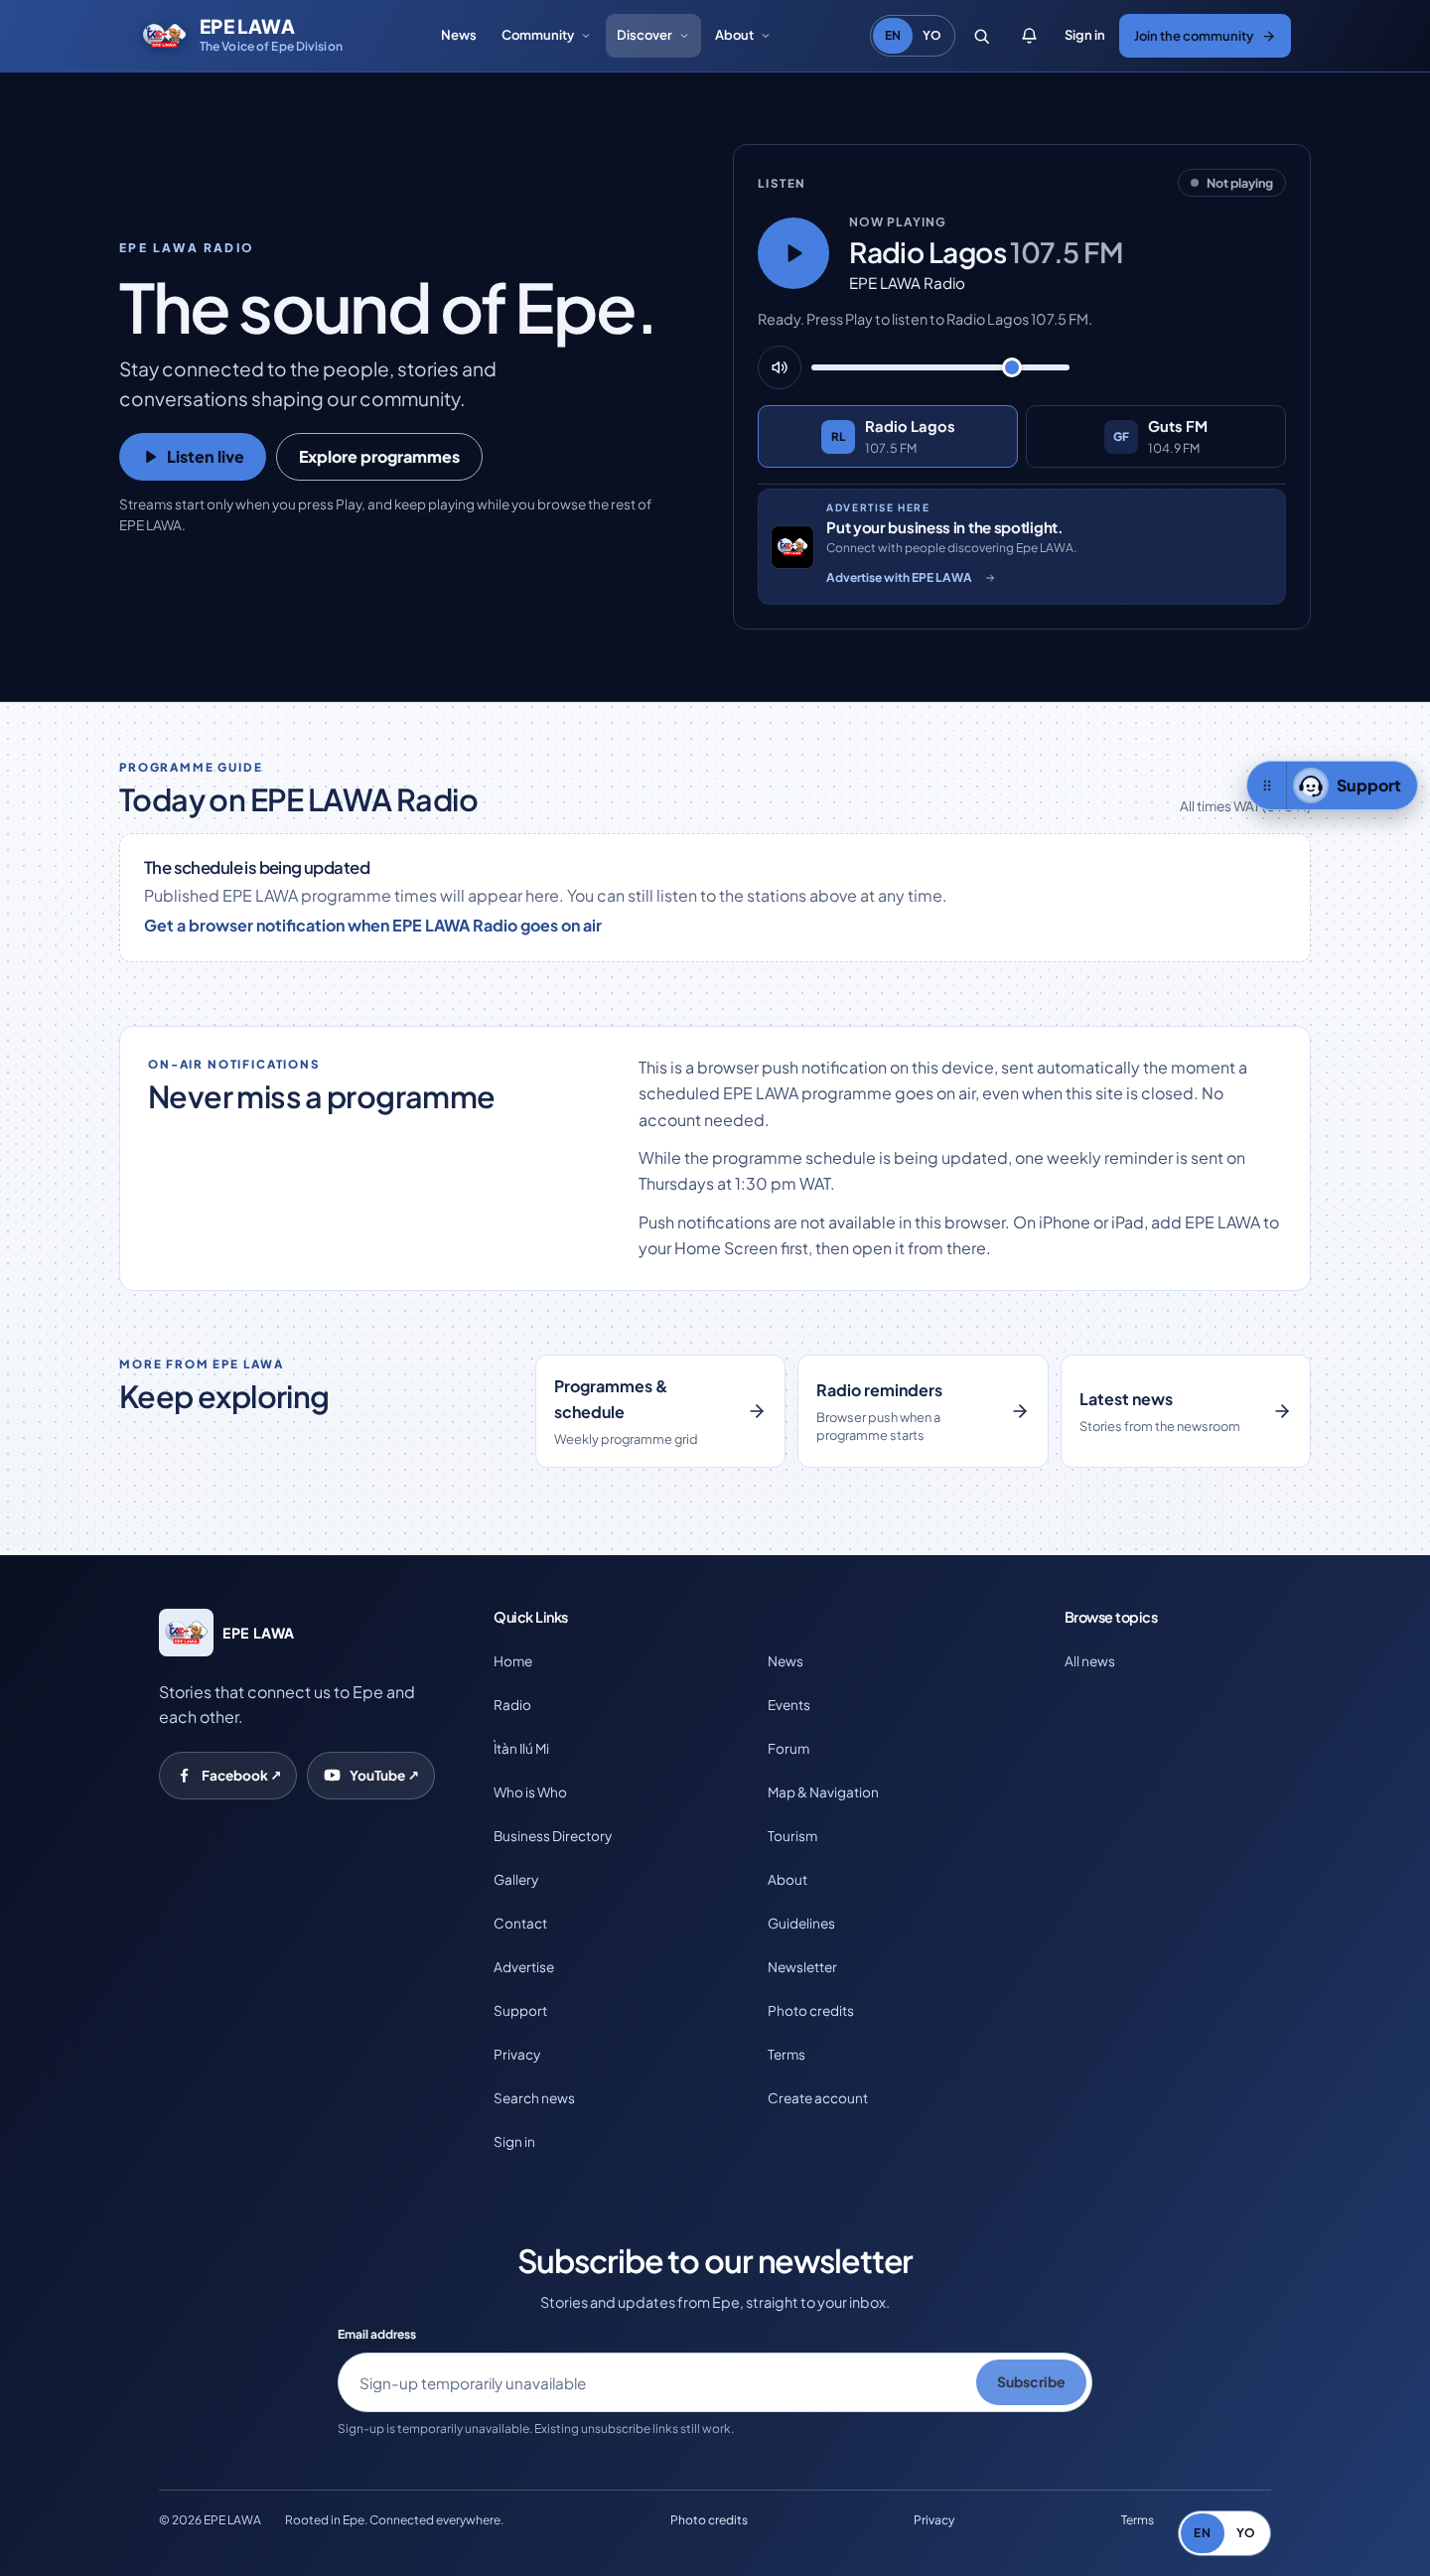 EPE LAWA
The Voice of Epe Division
News
Community
Discover
About
EN
YO
Sign in
Join the community
EPE LAWA RADIO
The sound of Epe.
Stay connected to the people, stories and
conversations shaping our community.
Listen live
Explore programmes
Streams start only when you press Play, and keep playing while you browse the rest of
EPE LAWA.
LISTEN
Not playing
NOW PLAYING
Radio Lagos 107.5 FM
EPE LAWA Radio
Ready. Press Play to listen to Radio Lagos 107.5 FM.
RL
Radio Lagos
107.5 FM
GF
Guts FM
104.9 FM
ADVERTISE HERE
Put your business in the spotlight.
Connect with people discovering Epe LAWA.
Advertise with EPE LAWA
PROGRAMME GUIDE
Today on EPE LAWA Radio
All times
Support
The schedule is being updated
Published EPE LAWA programme times will appear here. You can still listen to the stations above at any time.
Get a browser notification when EPE LAWA Radio goes on air
ON-AIR NOTIFICATIONS
Never miss a programme
This is a browser push notification on this device, sent automatically the moment a
scheduled EPE LAWA programme goes on air, even when this site is closed. No
account needed.
While the programme schedule is being updated, one weekly reminder is sent on
Thursdays at 1:30 pm WAT.
Push notifications are not available in this browser. On iPhone or iPad, add EPE LAWA to
your Home Screen first, then open it from there.
MORE FROM EPE LAWA
Keep exploring
Programmes &
schedule
Weekly programme grid
Radio reminders
Browser push when a
programme starts
Latest news
Stories from the newsroom
EPE LAWA
EPE LAWA
Stories that connect us to Epe and
each other.
Facebook ↗
YouTube ↗
Quick Links
Home
News
Radio
Events
Ìtàn Ilú Mi
Forum
Who is Who
Map & Navigation
Business Directory
Tourism
Gallery
About
Contact
Guidelines
Advertise
Newsletter
Support
Photo credits
Privacy
Terms
Search news
Create account
Sign in
Browse topics
All news
Subscribe to our newsletter
Stories and updates from Epe, straight to your inbox.
Email address
Sign-up temporarily unavailable
Subscribe
Sign-up is temporarily unavailable. Existing unsubscribe links still work.
© 2026 EPE LAWA
Rooted in Epe. Connected everywhere.
Photo credits
Privacy
Terms
EN
YO